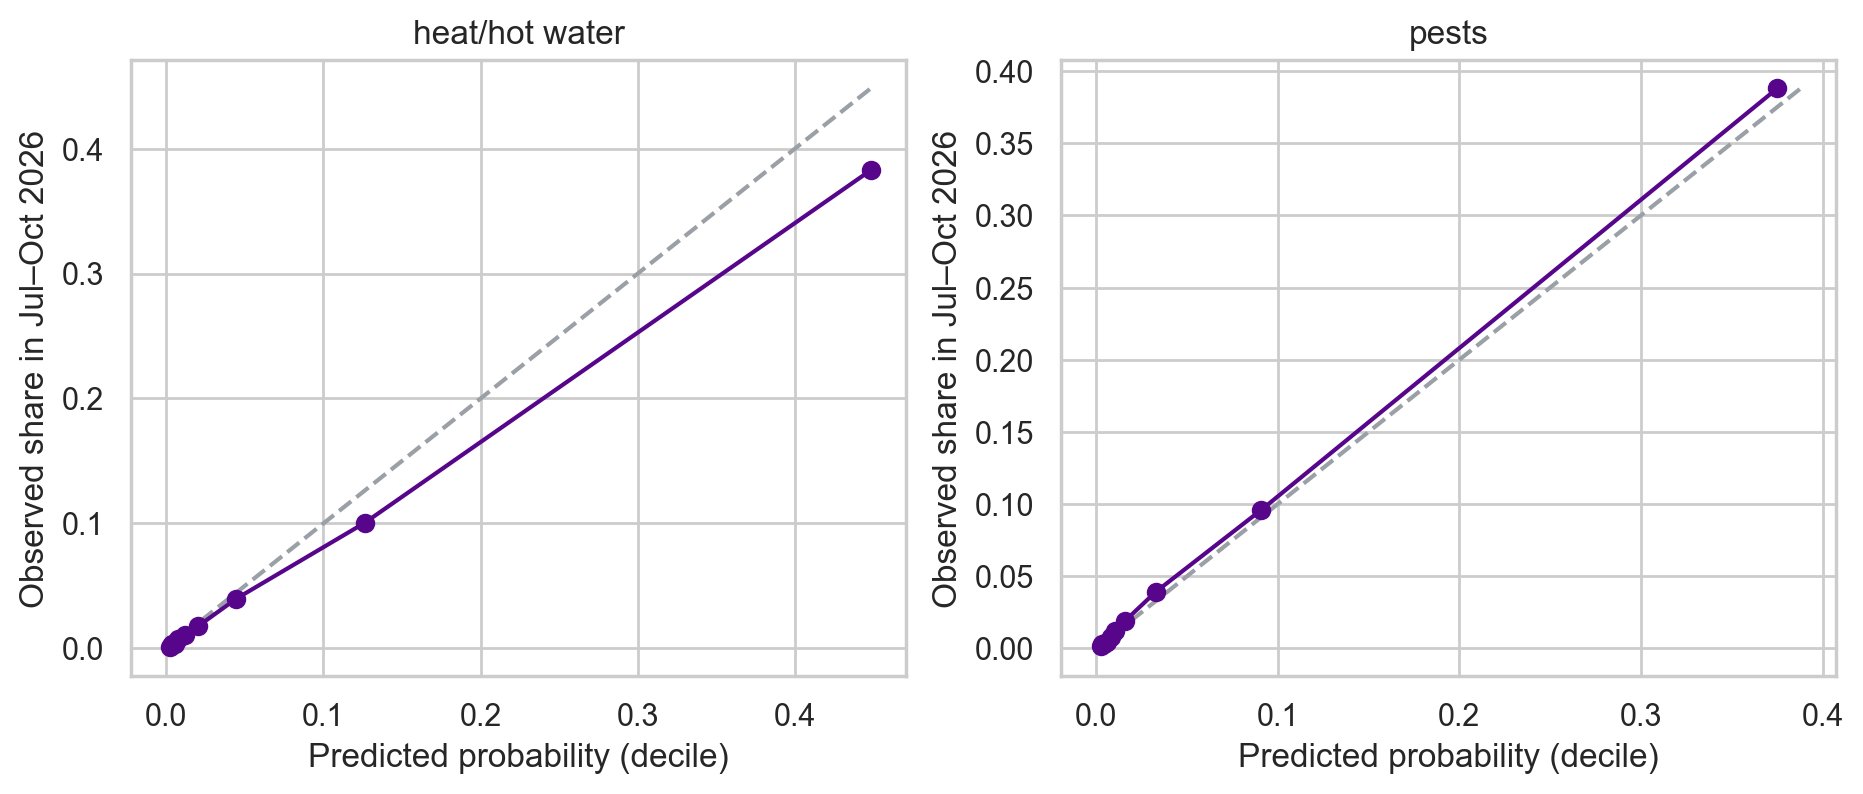 heat/hot water
Observed share in Jul–Oct 2026
0.4
0.3
0.2
0.1
0.0
0.0 0.1 0.2 0.3 0.4
Predicted probability (decile)
pests
Observed share in Jul–Oct 2026
0.40
0.35
0.30
0.25
0.20
0.15
0.10
0.05
0.00
0.0 0.1 0.2 0.3 0.4
Predicted probability (decile)